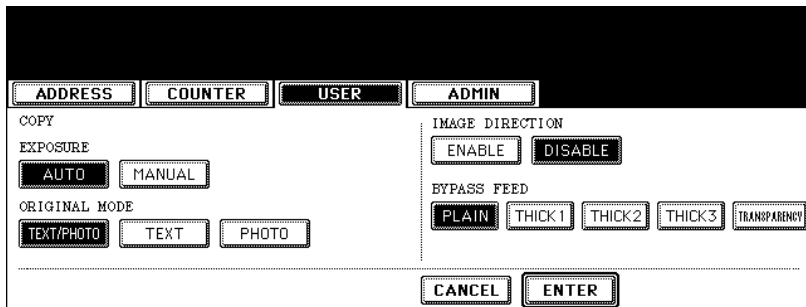 ADDRESS COUNTER USER ADMIN
COPY
EXPOSURE
AUTO MANUAL
ORIGINAL MODE
TEXT/PHOTO TEXT PHOTO
IMAGE DIRECTION
ENABLE DISABLE
BYPASS FEED
PLAIN THICK1 THICK2 THICK3 TRANSPARENCY
CANCEL ENTER